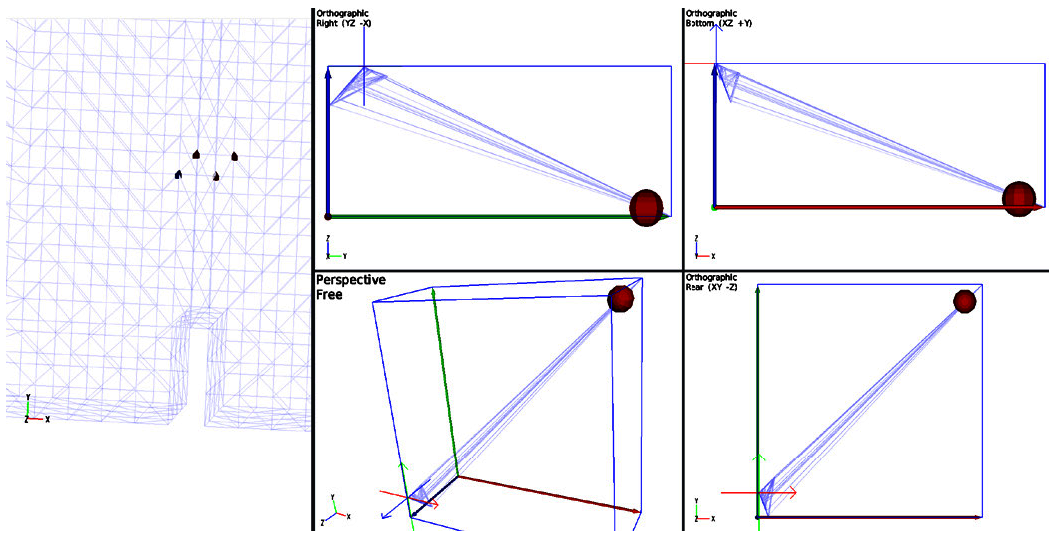 Orthographic
Right (YZ -X)
Orthographic
Bottom (XZ +Y)
Z
X Y
Z
Y X
Perspective
Free
Orthographic
Rear (XY -Z)
Y
Z X
Y
Z X
Y
Z X